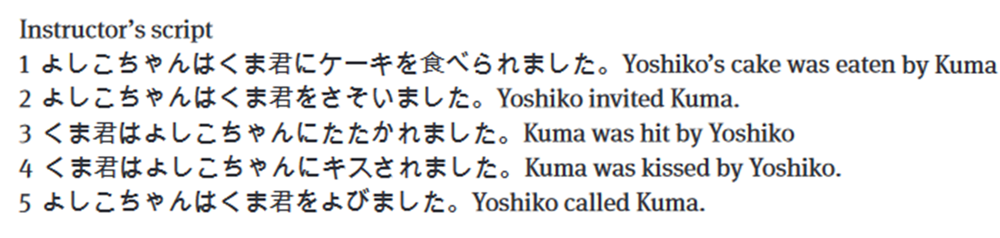 Instructor’s script
1 よしこちゃんはくま君にケーキを食べられました。Yoshiko’s cake was eaten by Kuma
2 よしこちゃんはくま君をさそいました。Yoshiko invited Kuma.
3 くま君はよしこちゃんにたたかれました。Kuma was hit by Yoshiko
4 くま君はよしこちゃんにキスされました。Kuma was kissed by Yoshiko.
5 よしこちゃんはくま君をよびました。Yoshiko called Kuma.